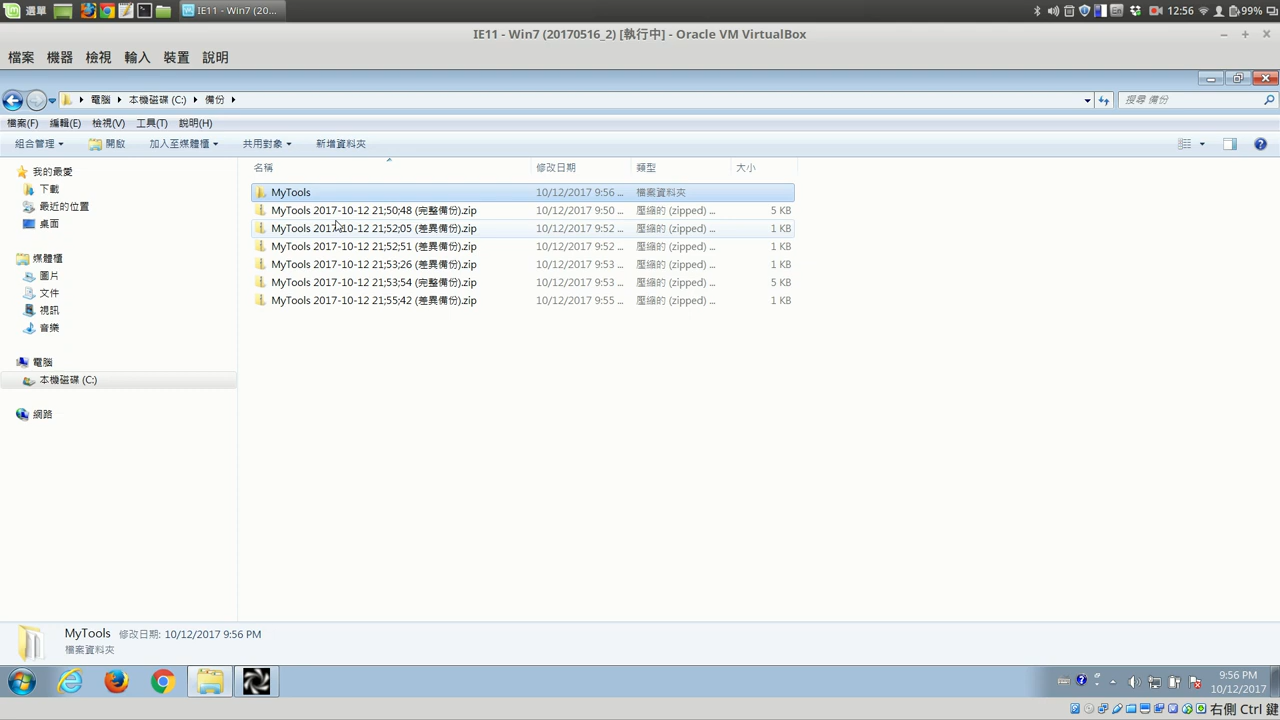 選單
IE11 - Win7 (20...
En
12:56
99%
IE11 - Win7 (20170516_2) [執行中] - Oracle VM VirtualBox
檔案 機器 檢視 輸入 裝置 說明
電腦 本機磁碟 (C:) 備份
搜尋 備份
檔案(F) 編輯(E) 檢視(V) 工具(T) 說明(H)
組合管理 開啟 加入至媒體櫃 共用對象 新增資料夾
我的最愛
下載
最近的位置
桌面
媒體櫃
圖片
文件
視訊
音樂
電腦
本機磁碟 (C:)
網路
名稱 修改日期 類型 大小
MyTools 10/12/2017 9:56 ... 檔案資料夾
MyTools 2017-10-12 21;50;48 (完整備份).zip 10/12/2017 9:50 ... 壓縮的 (zipped) ... 5 KB
MyTools 2017-10-12 21;52;05 (差異備份).zip 10/12/2017 9:52 ... 壓縮的 (zipped) ... 1 KB
MyTools 2017-10-12 21;52;51 (差異備份).zip 10/12/2017 9:52 ... 壓縮的 (zipped) ... 1 KB
MyTools 2017-10-12 21;53;26 (差異備份).zip 10/12/2017 9:53 ... 壓縮的 (zipped) ... 1 KB
MyTools 2017-10-12 21;53;54 (完整備份).zip 10/12/2017 9:53 ... 壓縮的 (zipped) ... 5 KB
MyTools 2017-10-12 21;55;42 (差異備份).zip 10/12/2017 9:55 ... 壓縮的 (zipped) ... 1 KB
MyTools 修改日期: 10/12/2017 9:56 PM
檔案資料夾
9:56 PM
10/12/2017
右側 Ctrl 鍵